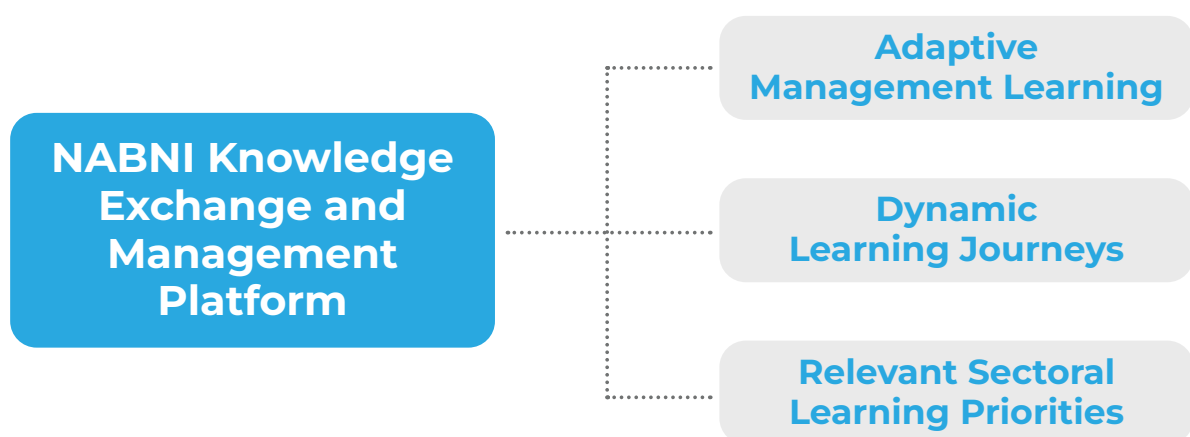 NABNI Knowledge
Exchange and
Management
Platform
Adaptive
Management Learning
Dynamic
Learning Journeys
Relevant Sectoral
Learning Priorities